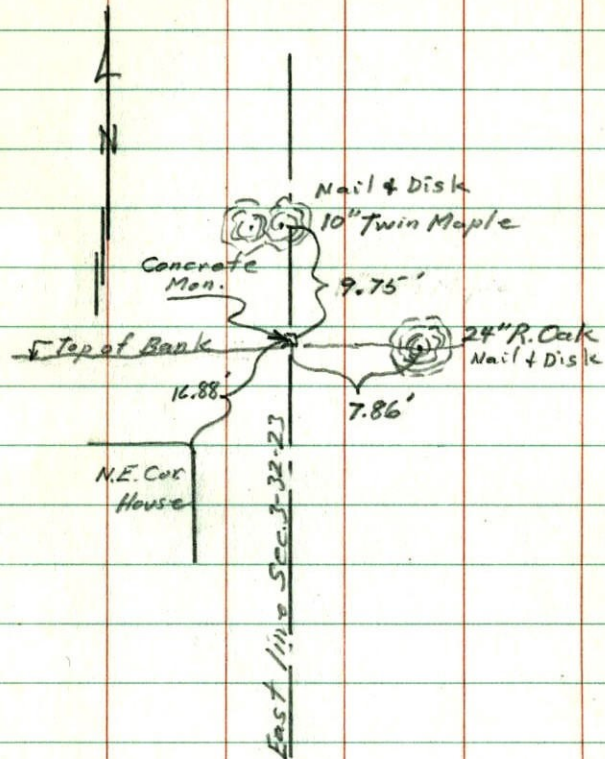 N
Nail & Disk
10" Twin Maple
Concrete
Mon.
9.75'
Top of Bank
24" R. Oak
Nail & Disk
16.88'
7.86'
N.E. Cor
House
East line Sec. 3-32-23